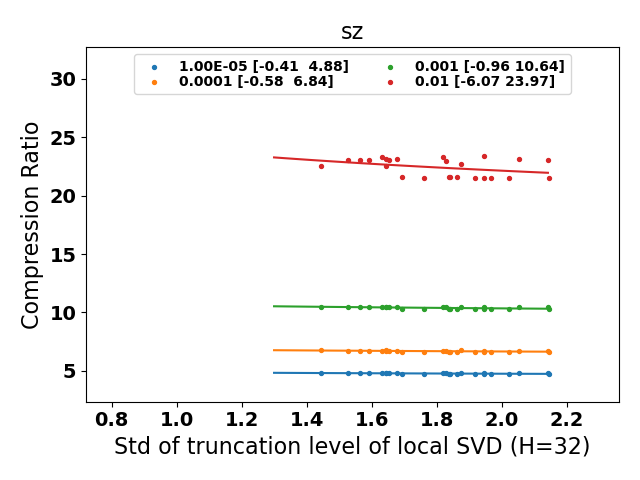 sz
1.00E-05 [-0.41  4.88]
0.0001 [-0.58  6.84]
0.001 [-0.96 10.64]
0.01 [-6.07 23.97]
Compression Ratio
30
25
20
15
10
5
0.8 1.0 1.2 1.4 1.6 1.8 2.0 2.2
Std of truncation level of local SVD (H=32)